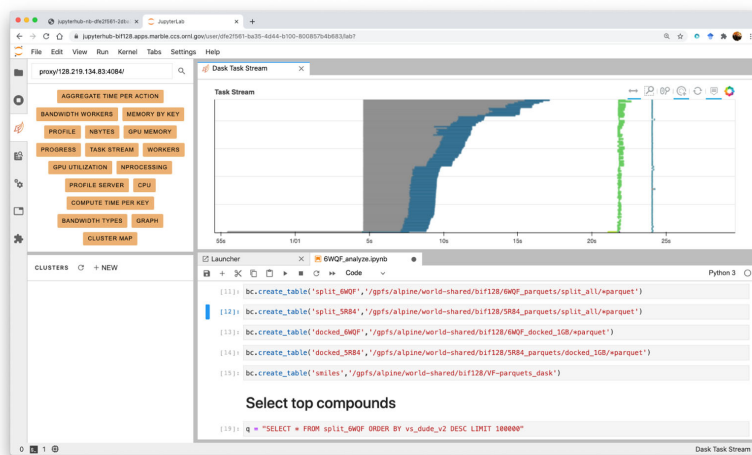 jupyterhub-nb-dfe2f561-2dba
JupyterLab
jupyterhub-bif128.apps.marble.ccs.ornl.gov/user/dfe2f561-ba35-4d44-b100-800857b4b683/lab?
File Edit View Run Kernel Tabs Settings Help
proxy/128.219.134.83:4084/
AGGREGATE TIME PER ACTION
BANDWIDTH WORKERS MEMORY BY KEY
PROFILE NBYTES GPU MEMORY
PROGRESS TASK STREAM WORKERS
GPU UTILIZATION NPROCESSING
PROFILE SERVER CPU
COMPUTE TIME PER KEY
BANDWIDTH TYPES GRAPH
CLUSTER MAP
CLUSTERS + NEW
Dask Task Stream
Task Stream
55s 1/01 5s 10s 15s 20s 25s
Launcher
6WQF_analyze.ipynb
Code Python 3
[11]: bc.create_table('split_6WQF','/gpfs/alpine/world-shared/bif128/6WQF_parquets/split_all/*parquet')
[12]: bc.create_table('split_5R84','/gpfs/alpine/world-shared/bif128/5R84_parquets/split_all/*parquet')
[13]: bc.create_table('docked_6WQF','/gpfs/alpine/world-shared/bif128/6WQF_docked_1GB/*parquet')
[14]: bc.create_table('docked_5R84','/gpfs/alpine/world-shared/bif128/5R84_parquets/docked_1GB/*parquet')
[15]: bc.create_table('smiles','/gpfs/alpine/world-shared/bif128/VF-parquets_dask')
Select top compounds
[18]: q = "SELECT * FROM split_6WQF ORDER BY vs_dude_v2 DESC LIMIT 100000"
0 1 Dask Task Stream